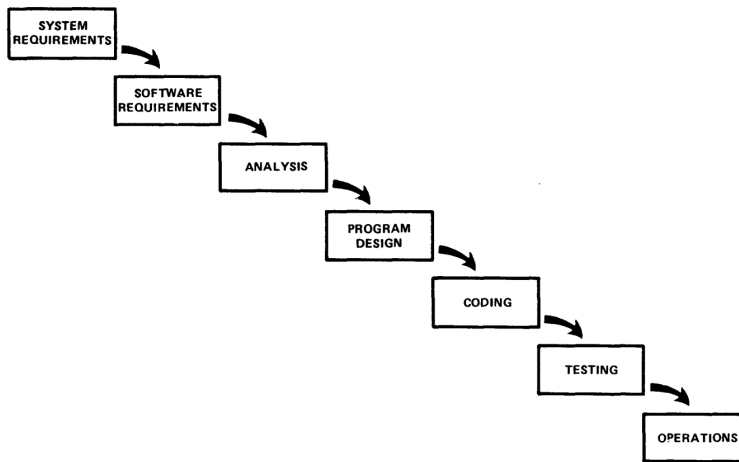 SYSTEM
REQUIREMENTS
SOFTWARE
REQUIREMENTS
ANALYSIS
PROGRAM
DESIGN
CODING
TESTING
OPERATIONS